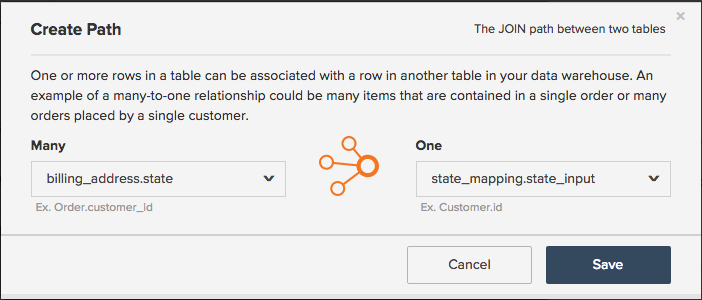 Create Path
The JOIN path between two tables
×
One or more rows in a table can be associated with a row in another table in your data warehouse. An
example of a many-to-one relationship could be many items that are contained in a single order or many
orders placed by a single customer.
Many
One
billing_address.state
state_mapping.state_input
Ex. Order.customer_id
Ex. Customer.id
Cancel
Save